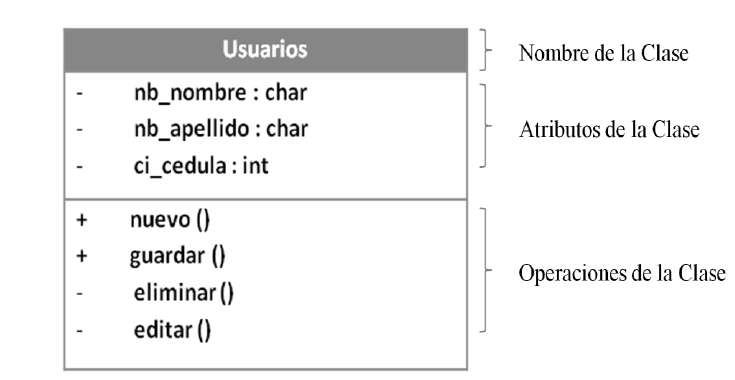 Usuarios
Nombre de la Clase
- nb_nombre : char
- nb_apellido : char
- ci_cedula : int
Atributos de la Clase
+ nuevo ()
+ guardar ()
- eliminar ()
- editar ()
Operaciones de la Clase